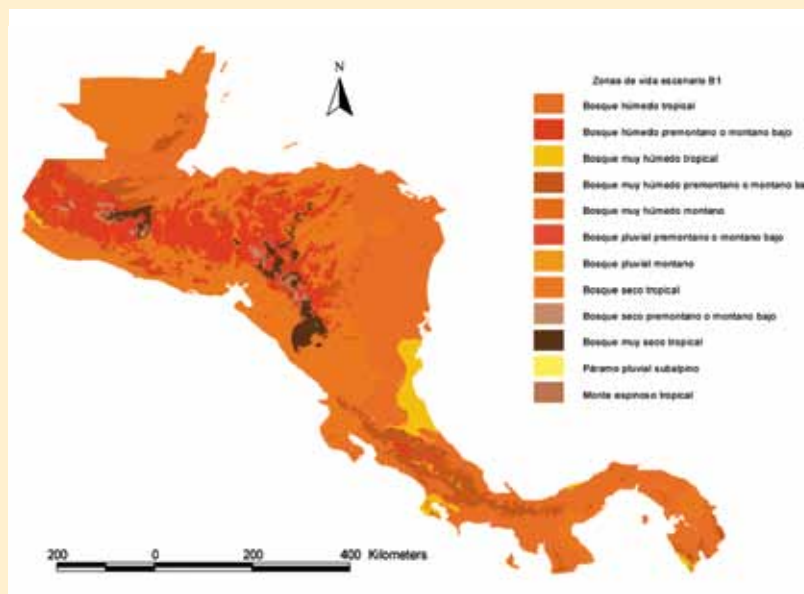 N
Zonas de vida escenario B1
Bosque húmedo tropical
Bosque húmedo premontano o montano bajo
Bosque muy húmedo tropical
Bosque muy húmedo premontano o montano ba
Bosque muy húmedo montano
Bosque pluvial premontano o montano bajo
Bosque pluvial montano
Bosque seco tropical
Bosque seco premontano o montano bajo
Bosque muy seco tropical
Páramo pluvial subalpino
Monte espinoso tropical
200 0 200 400 Kilometers